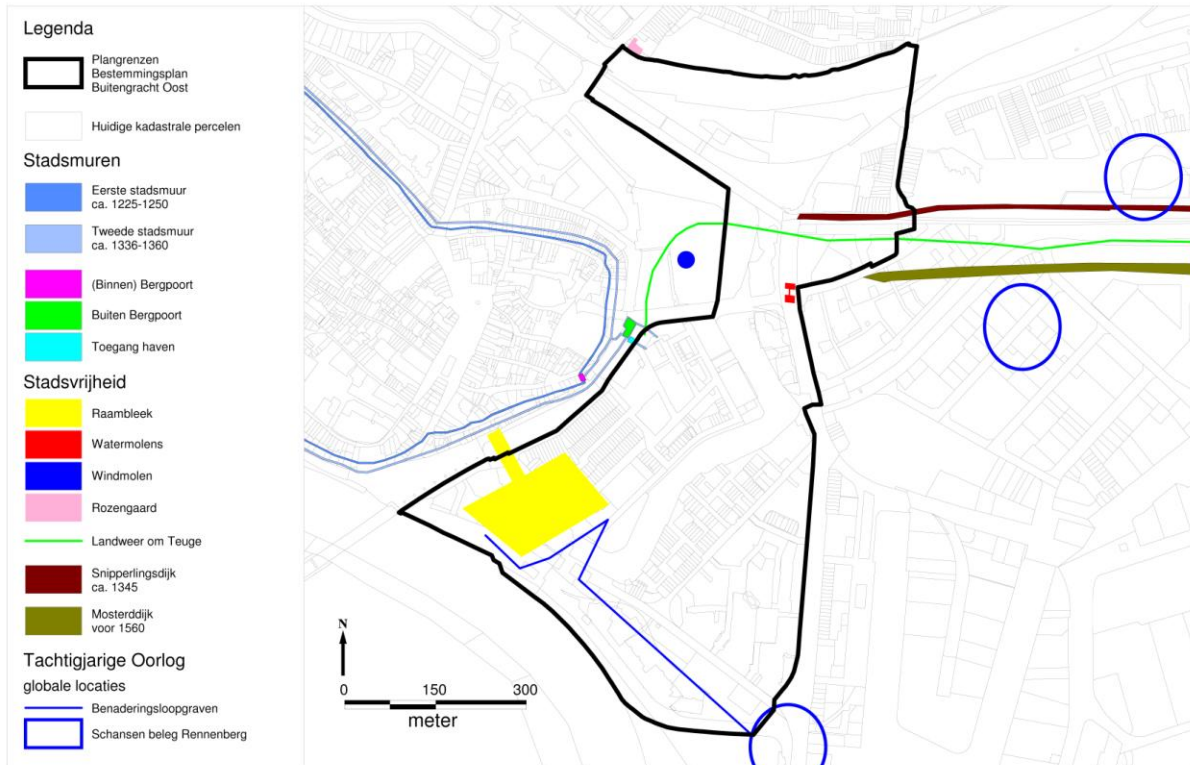 Legenda
Plangrenzen
Bestemmingsplan
Buitengracht Oost
Huidige kadastrale percelen
Stadsmuren
Eerste stadsmuur
ca. 1225-1250
Tweede stadsmuur
ca. 1336-1360
(Binnen) Bergpoort
Buiten Bergpoort
Toegang haven
Stadsvrijheid
Raambleek
Watermolens
Windmolen
Rozengaard
Landweer om Teuge
Snipperlingsdijk
ca. 1345
Mosterddijk
voor 1560
Tachtigjarige Oorlog
globale locaties
Benaderingsloopgraven
Schansen beleg Rennenberg
N
0 150 300
meter